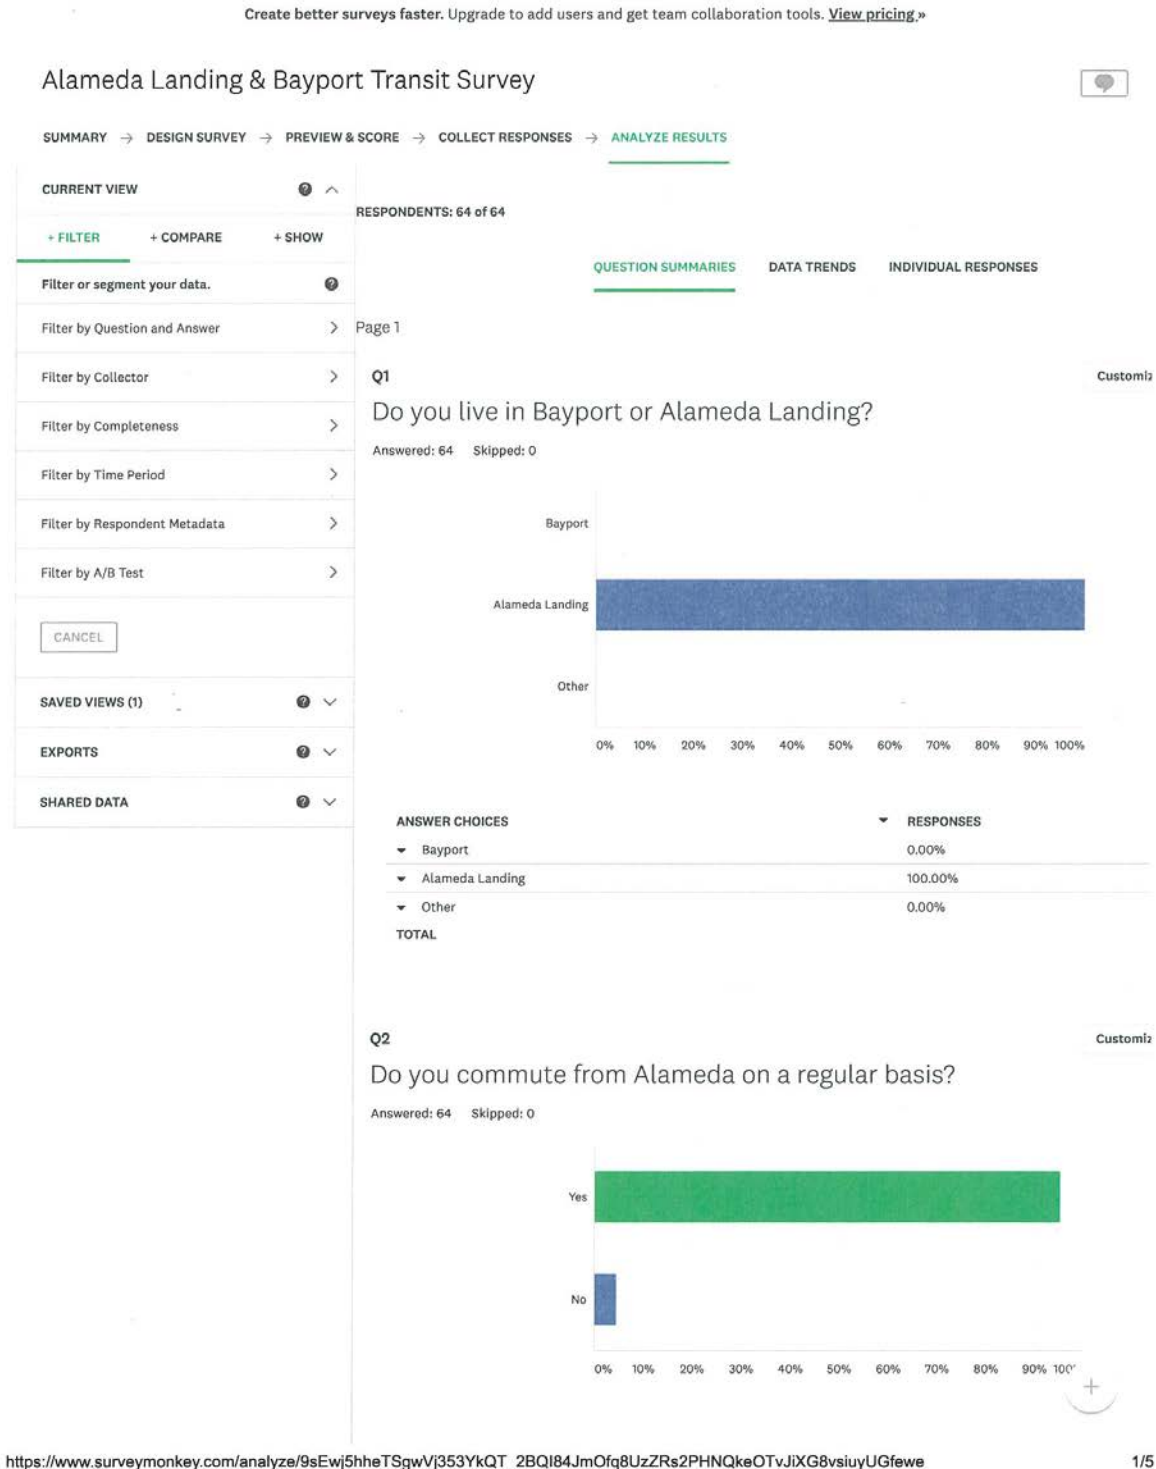 Create better surveys faster. Upgrade to add users and get team collaboration tools. View pricing »
Alameda Landing & Bayport Transit Survey
SUMMARY → DESIGN SURVEY → PREVIEW & SCORE → COLLECT RESPONSES → ANALYZE RESULTS
CURRENT VIEW
+ FILTER + COMPARE + SHOW
Filter or segment your data.
Filter by Question and Answer
Filter by Collector
Filter by Completeness
Filter by Time Period
Filter by Respondent Metadata
Filter by A/B Test
CANCEL
SAVED VIEWS (1)
EXPORTS
SHARED DATA
RESPONDENTS: 64 of 64
QUESTION SUMMARIES DATA TRENDS INDIVIDUAL RESPONSES
Page 1
Q1 Customiz
Do you live in Bayport or Alameda Landing?
Answered: 64 Skipped: 0
Bayport
Alameda Landing
Other
0% 10% 20% 30% 40% 50% 60% 70% 80% 90% 100%
ANSWER CHOICES RESPONSES
Bayport 0.00%
Alameda Landing 100.00%
Other 0.00%
TOTAL
Q2 Customiz
Do you commute from Alameda on a regular basis?
Answered: 64 Skipped: 0
Yes
No
0% 10% 20% 30% 40% 50% 60% 70% 80% 90% 100%
https://www.surveymonkey.com/analyze/9sEwj5hheTSgwVj353YkQT_2BQI84JmOfq8UzZRs2PHNQkeOTvJiXG8vsiuyUGfewe 1/5